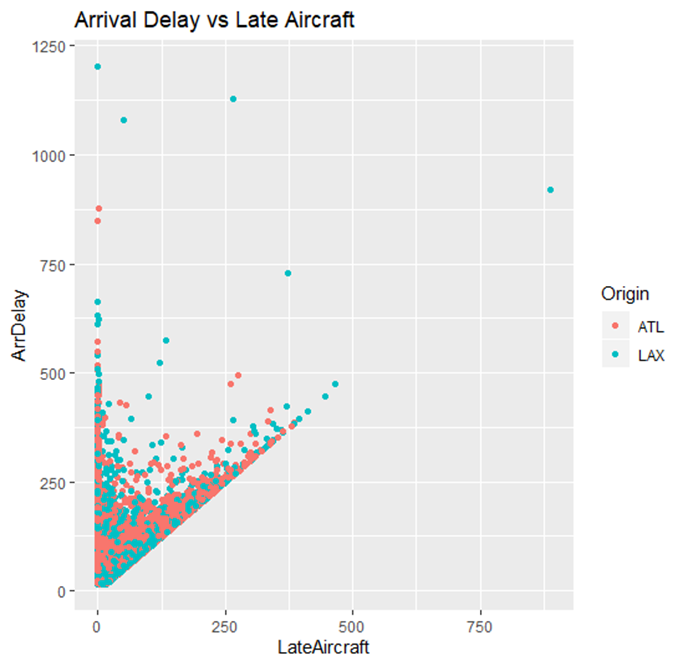 Arrival Delay vs Late Aircraft
1250
1000
750
500
250
0
ArrDelay
0 250 500 750
LateAircraft
Origin
ATL
LAX